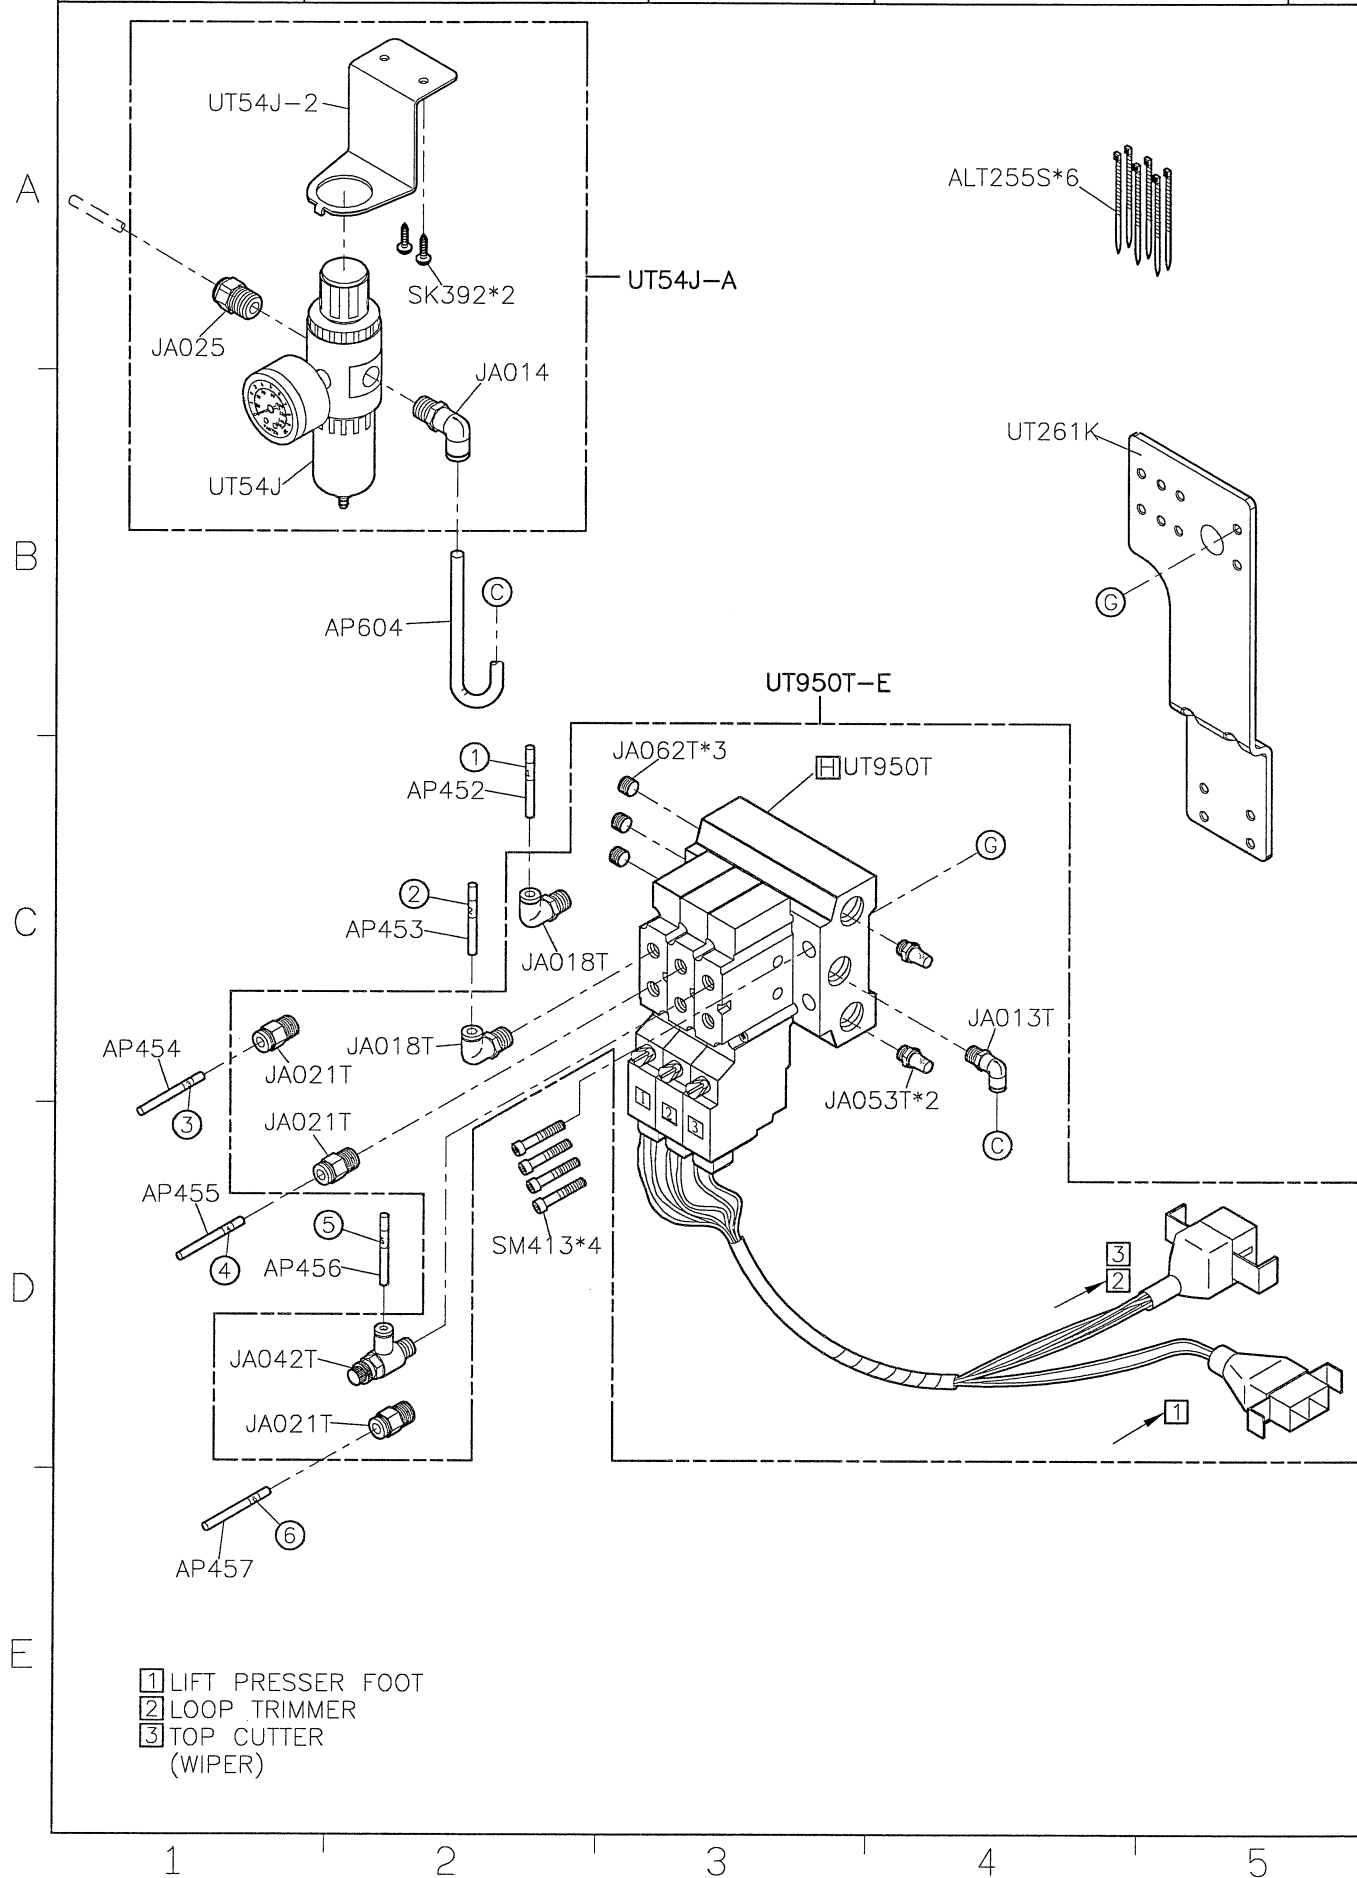 UT54J-2
A
ALT255S*6
UT54J-A
SK392*2
JA025
JA014
UT261K
UT54J
B
C
G
AP604
UT950T-E
1
JA062T*3
H UT950T
AP452
G
2
C
AP453
JA018T
JA013T
AP454
JA018T
JA021T
3
JA053T*2
JA021T
1
2
3
C
AP455
5
4
AP456
SM413*4
3
2
D
JA042T
1
JA021T
6
AP457
E
1 LIFT PRESSER FOOT
2 LOOP TRIMMER
3 TOP CUTTER
(WIPER)
1
2
3
4
5